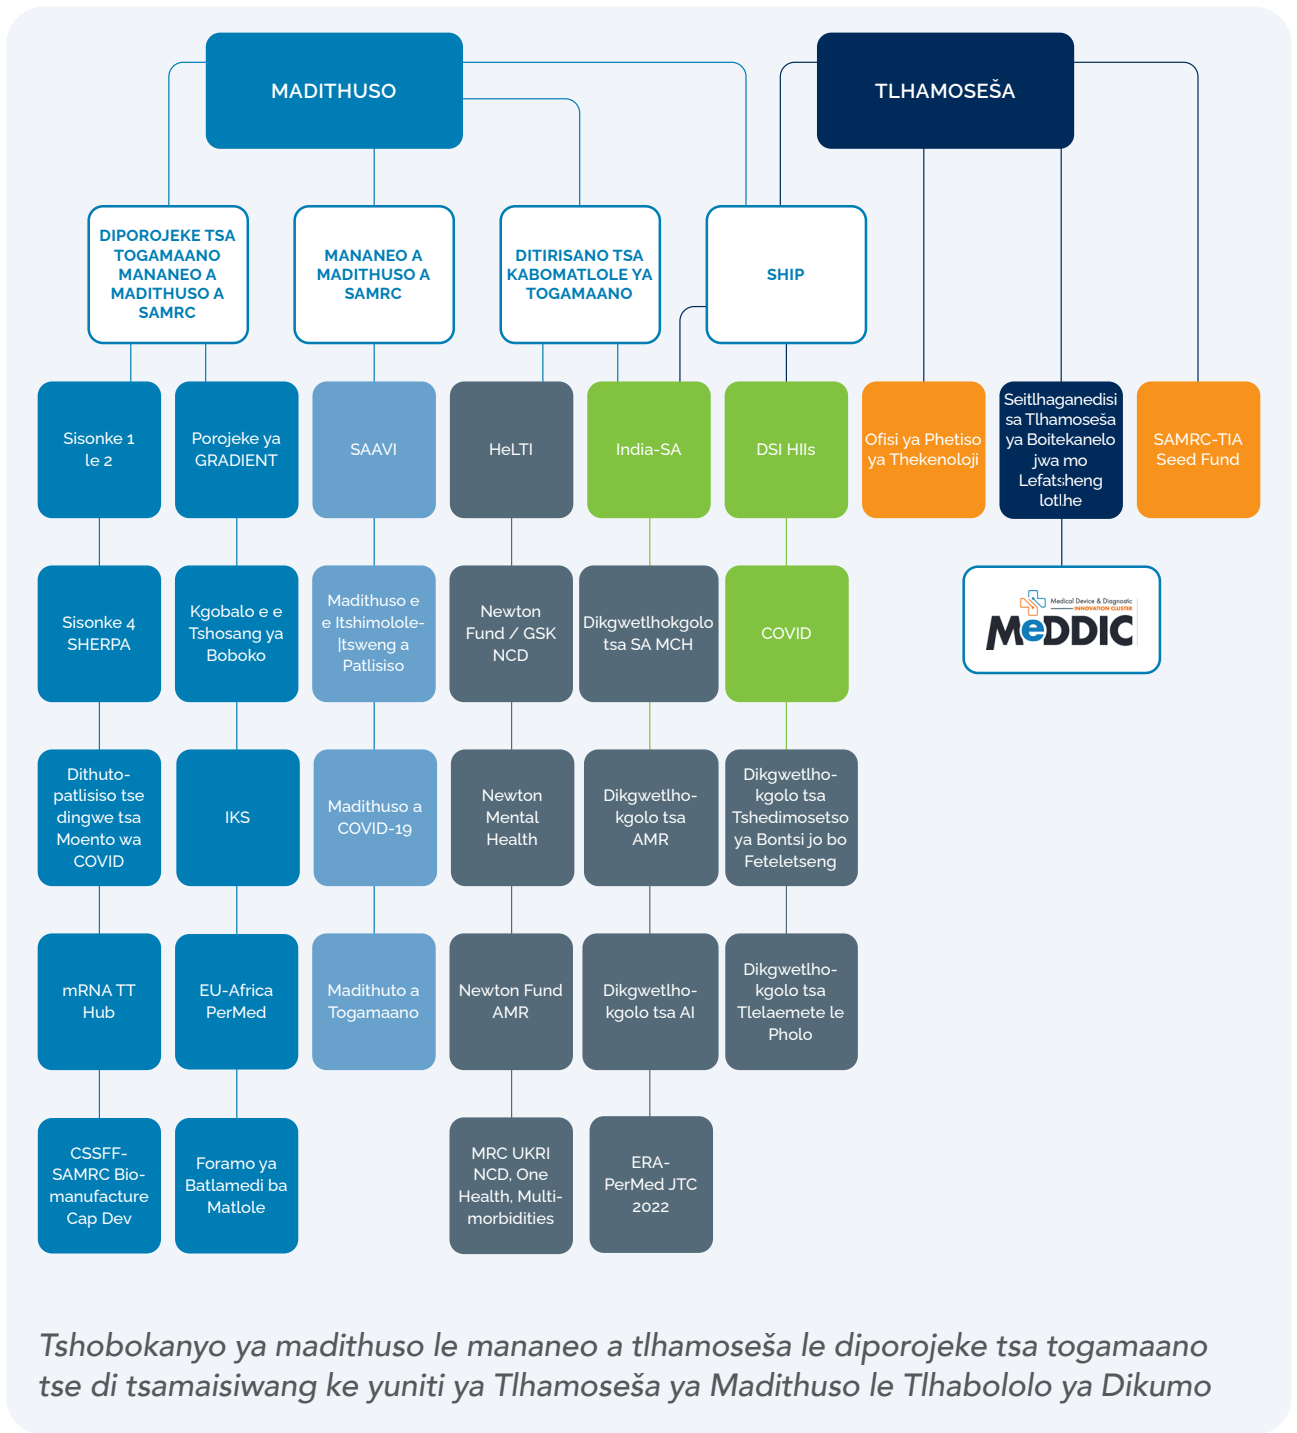 MADITHUSO
TLHAMOSEŠA
DIPOROJEKE TSA
TOGAMAANO
MANANEO A
MADITHUSO A
SAMRC
MANANEO A
MADITHUSO A
SAMRC
DITIRISANO TSA
KABOMATLOLE YA
TOGAMAANO
SHIP
Sisonke 1
le 2
Porojeke ya
GRADIENT
SAAVI
HeLTI
India-SA
DSI HIIs
Ofisi ya Phetiso
ya Thekenoloji
Seitlhaganedisi
sa Tlhamoseša
ya Boitekanelo
jwa mo
Lefatsheng
lotlhe
SAMRC-TIA
Seed Fund
Sisonke 4
SHERPA
Kgobalo e e
Tshosang ya
Boboko
Madithuso e
e Itshimolole-
|tsweng a
Patlisiso
Newton
Fund / GSK
NCD
Dikgwetlhokgolo
tsa SA MCH
COVID
Medical Device & Diagnostic
INNOVATION CLUSTER
MeDDIC
Dithuto-
patlisiso tse
dingwe tsa
Moento wa
COVID
IKS
Madithuso a
COVID-19
Newton
Mental
Health
Dikgwetlho-
kgolo tsa
AMR
Dikgwetlho-
kgolo tsa
Tshedimosetso
ya Bontsi jo bo
Feteletseng
mRNA TT
Hub
EU-Africa
PerMed
Madithuto a
Togamaano
Newton Fund
AMR
Dikgwetlho-
kgolo tsa AI
Dikgwetlho-
kgolo tsa
Tlelaemete le
Pholo
CSSFF-
SAMRC Bio-
manufacture
Cap Dev
Foramo ya
Batlamedi ba
Matlole
MRC UKRI
NCD, One
Health, Multi-
morbidities
ERA-
PerMed JTC
2022
Tshobokanyo ya madithuso le mananeo a tlhamoseša le diporojeke tsa togamaano
tse di tsamaisiwang ke yuniti ya Tlhamoseša ya Madithuso le Tlhabololo ya Dikumo